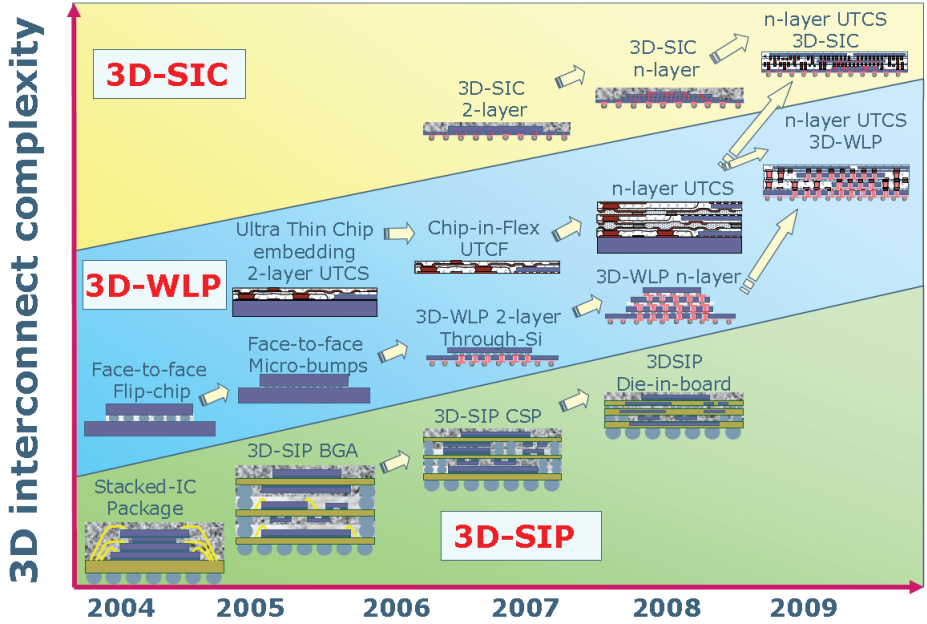 3D interconnect complexity
3D-SIC
3D-SIC
2-layer
3D-SIC
n-layer
n-layer UTCS
3D-SIC
3D-WLP
Ultra Thin Chip
embedding
2-layer UTCS
Chip-in-Flex
UTCF
n-layer UTCS
n-layer UTCS
3D-WLP
Face-to-face
Flip-chip
Face-to-face
Micro-bumps
3D-WLP 2-layer
Through-Si
3D-WLP n-layer
3D-SIP
Stacked-IC
Package
3D-SIP BGA
3D-SIP CSP
3DSIP
Die-in-board
2004
2005
2006
2007
2008
2009